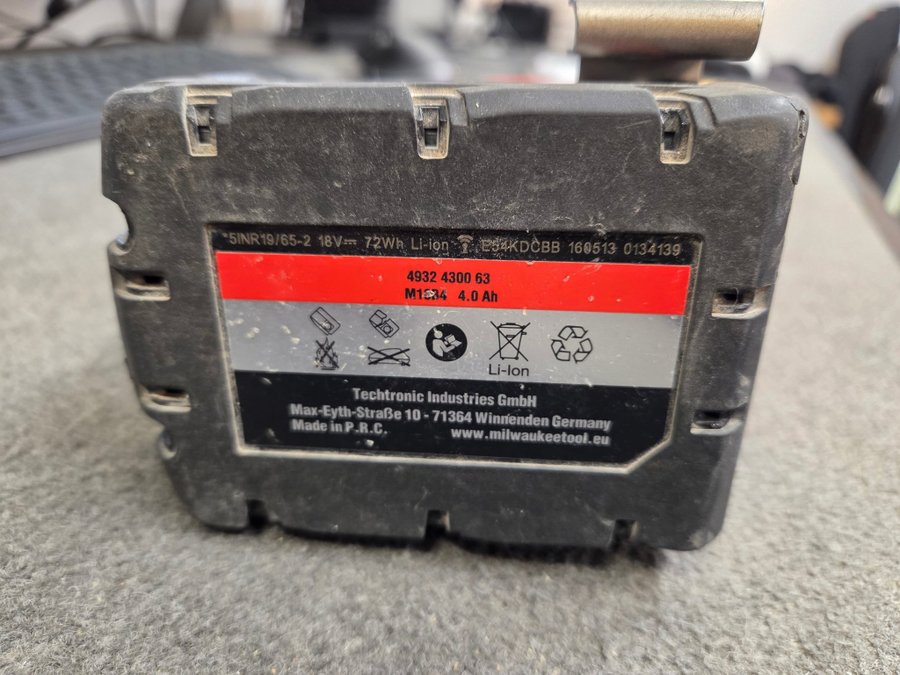 *5INR19/65-2 18V⎓ 72Wh Li-ion E54KDCBB 160513 0134139
4932 4300 63
M18B4 4.0 Ah
Li-Ion
Techtronic Industries GmbH
Max-Eyth-Straße 10 - 71364 Winnenden Germany
Made in P.R.C. www.milwaukeetool.eu